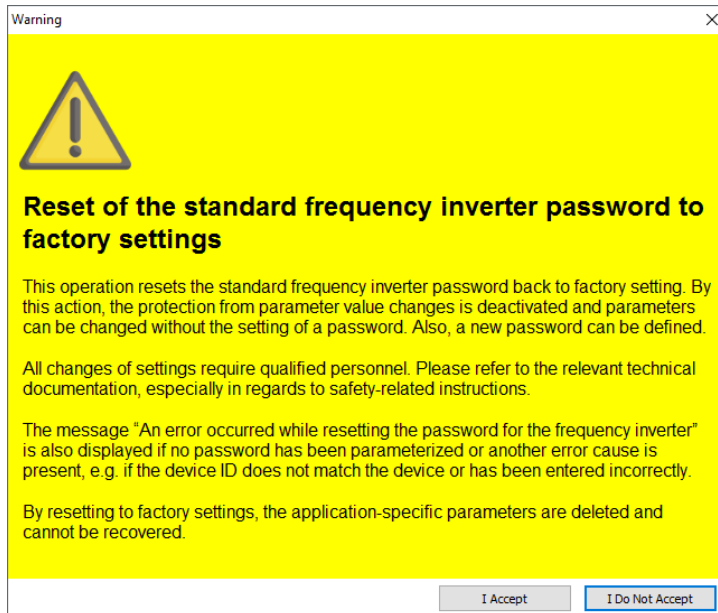 Warning
Reset of the standard frequency inverter password to
factory settings
This operation resets the standard frequency inverter password back to factory setting. By
this action, the protection from parameter value changes is deactivated and parameters
can be changed without the setting of a password. Also, a new password can be defined.
All changes of settings require qualified personnel. Please refer to the relevant technical
documentation, especially in regards to safety-related instructions.
The message “An error occurred while resetting the password for the frequency inverter”
is also displayed if no password has been parameterized or another error cause is
present, e.g. if the device ID does not match the device or has been entered incorrectly.
By resetting to factory settings, the application-specific parameters are deleted and
cannot be recovered.
I Accept
I Do Not Accept